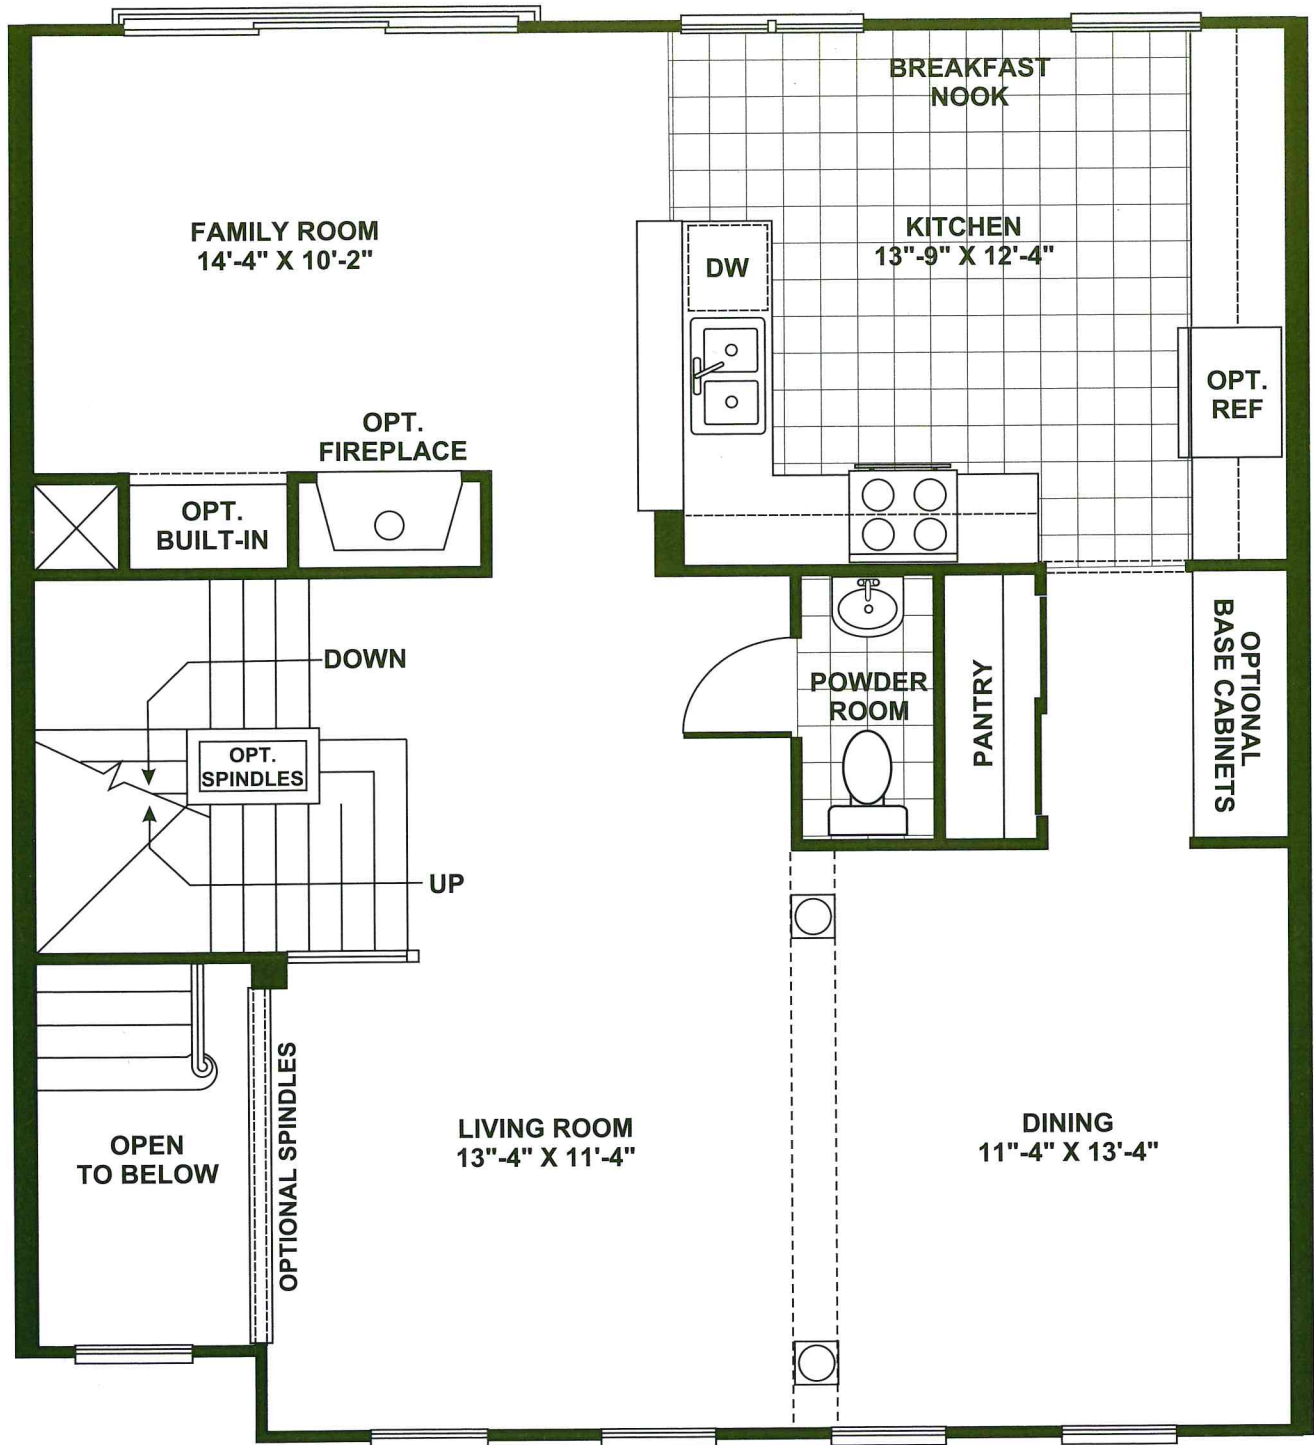 BREAKFAST
NOOK
FAMILY ROOM
14'-4" X 10'-2"
KITCHEN
13"-9" X 12'-4"
DW
OPT.
REF
OPT.
FIREPLACE
OPT.
BUILT-IN
DOWN
OPT.
SPINDLES
UP
POWDER
ROOM
PANTRY
OPTIONAL
BASE CABINETS
OPEN
TO BELOW
OPTIONAL SPINDLES
LIVING ROOM
13"-4" X 11'-4"
DINING
11"-4" X 13'-4"